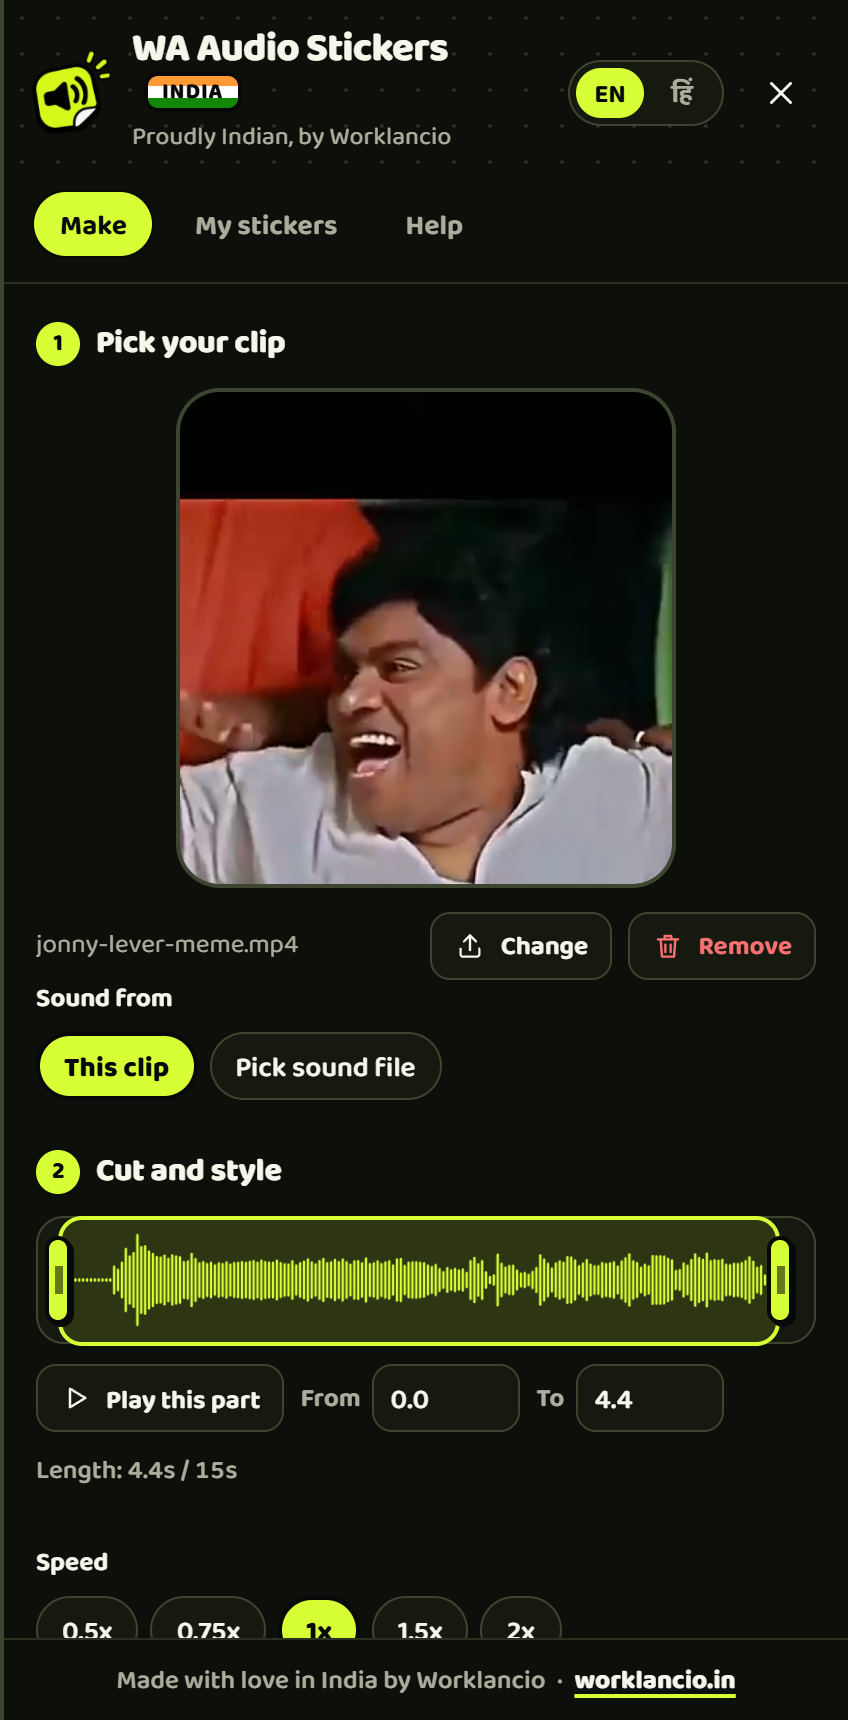 WA Audio Stickers
INDIA
Proudly Indian, by Worklancio
EN हिं
Make My stickers Help
1 Pick your clip
jonny-lever-meme.mp4 Change Remove
Sound from
This clip Pick sound file
2 Cut and style
Play this part From 0.0 To 4.4
Length: 4.4s / 15s
Speed
0.5x 0.75x 1x 1.5x 2x
Made with love in India by Worklancio · worklancio.in